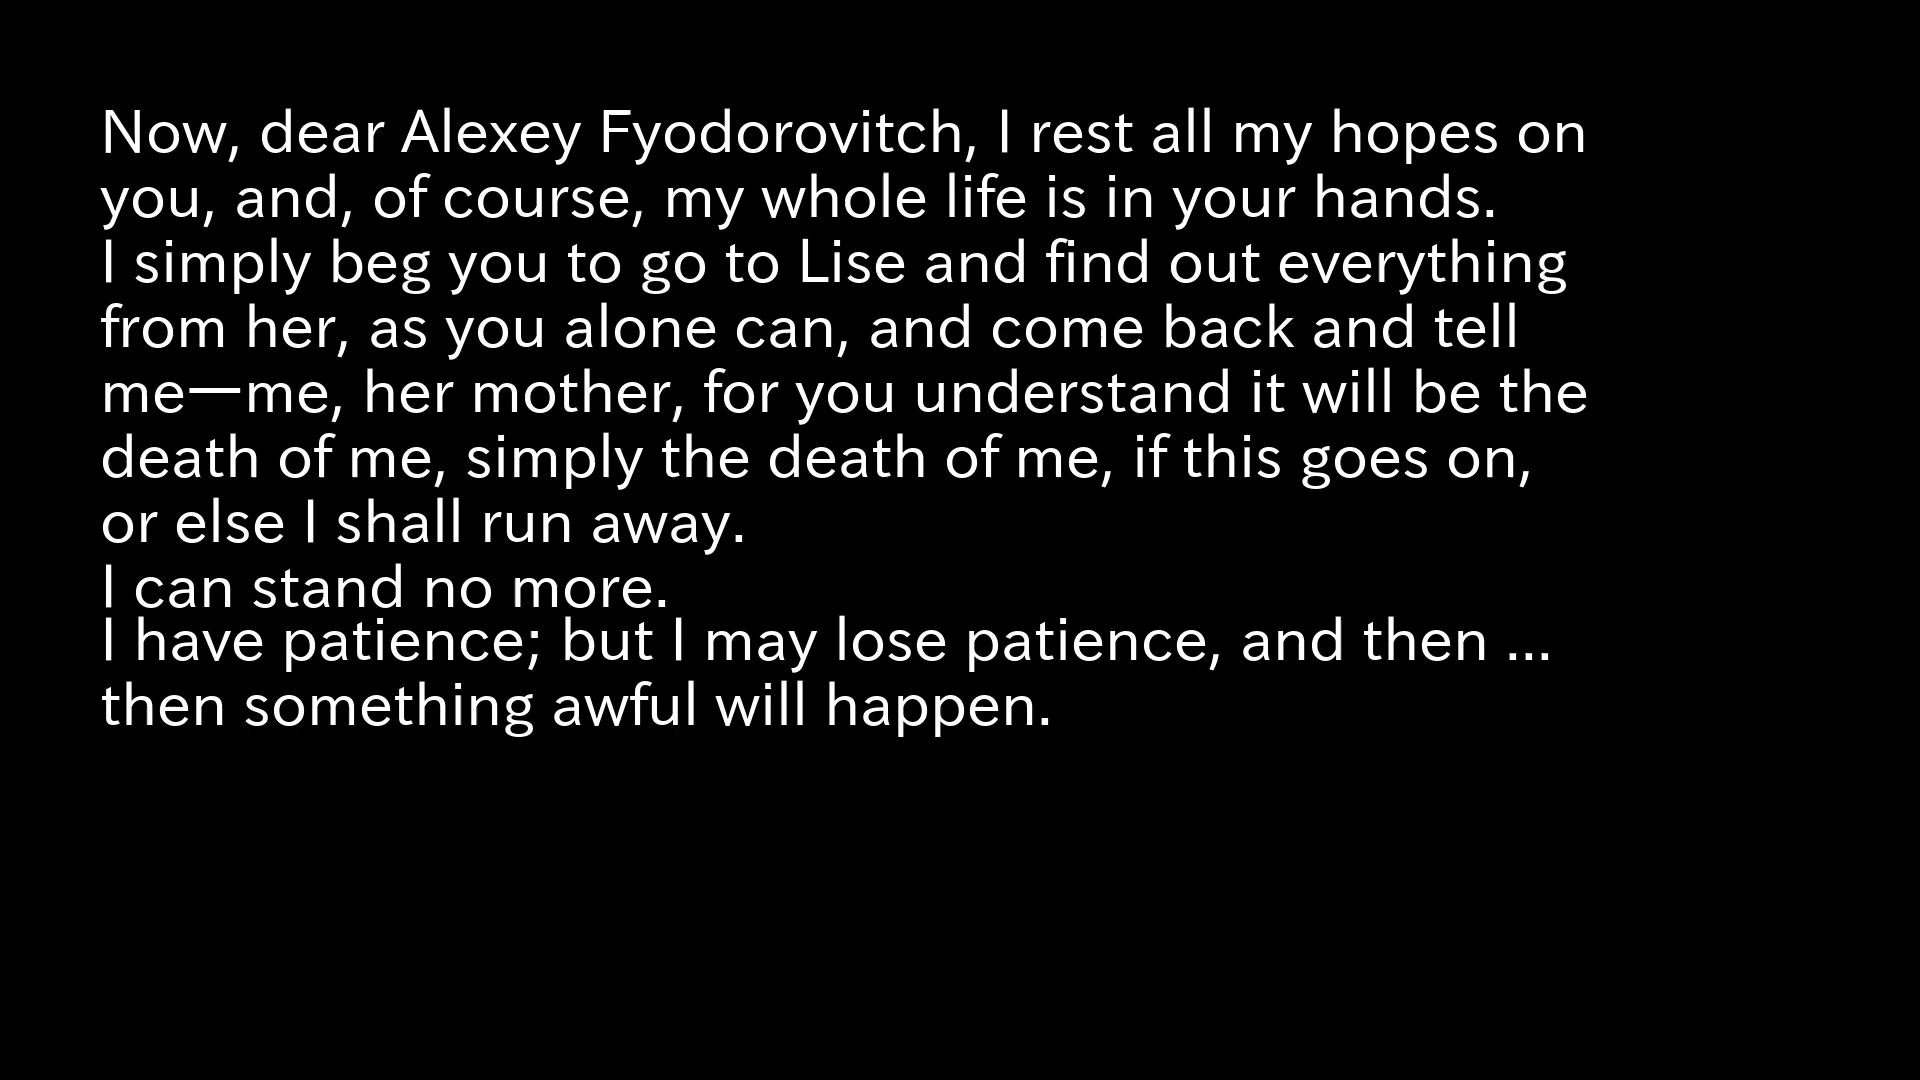 Now, dear Alexey Fyodorovitch, I rest all my hopes on
you, and, of course, my whole life is in your hands.
I simply beg you to go to Lise and find out everything
from her, as you alone can, and come back and tell
me—me, her mother, for you understand it will be the
death of me, simply the death of me, if this goes on,
or else I shall run away.
I can stand no more.
I have patience; but I may lose patience, and then ...
then something awful will happen.